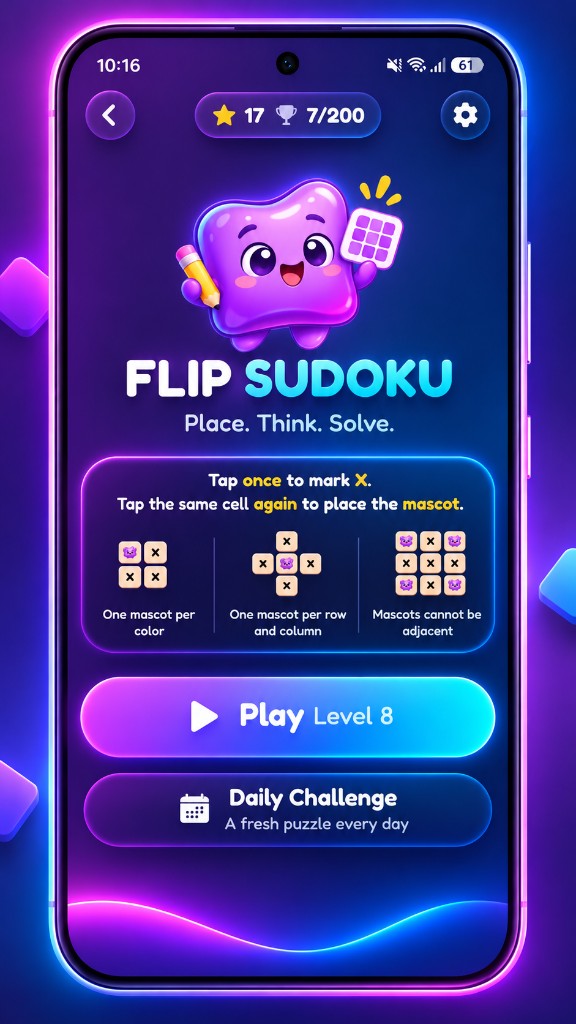 10:16
61
17 7/200
FLIP SUDOKU
Place. Think. Solve.
Tap once to mark X.
Tap the same cell again to place the mascot.
X
X X
X
X X
X
X
X X X
X
One mascot per
color
One mascot per row
and column
Mascots cannot be
adjacent
Play Level 8
Daily Challenge
A fresh puzzle every day